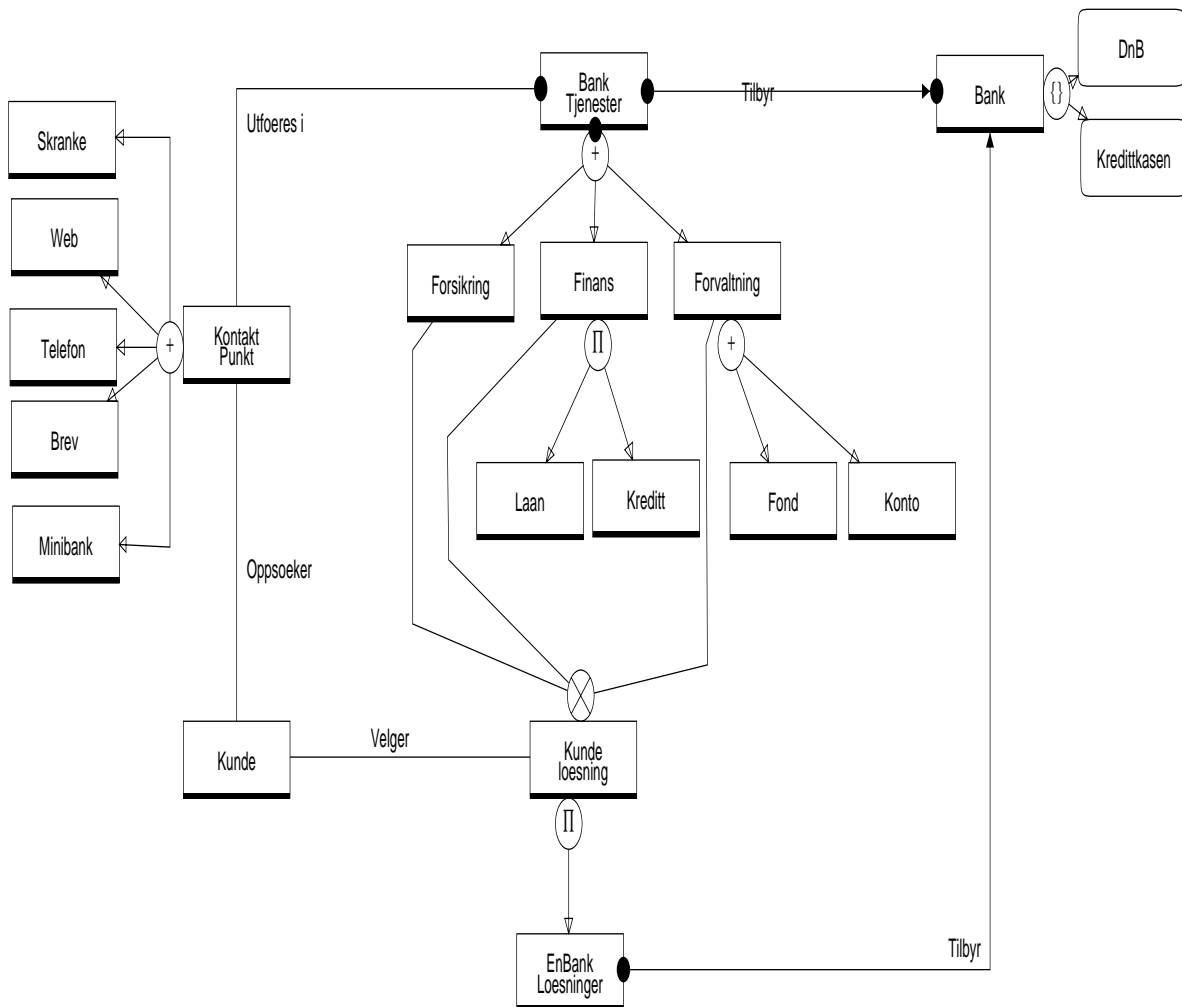 DnB
Bank
Tjenester
Tilbyr
Bank
{}
Utfoeres i
Skranke
Kredittkasen
+
Web
Forsikring
Finans
Forvaltning
Kontakt
Punkt
Telefon
+
∏
+
Brev
Laan
Kreditt
Fond
Konto
Minibank
Oppsoeker
Velger
Kunde
Kunde
loesning
∏
Tilbyr
EnBank
Loesninger